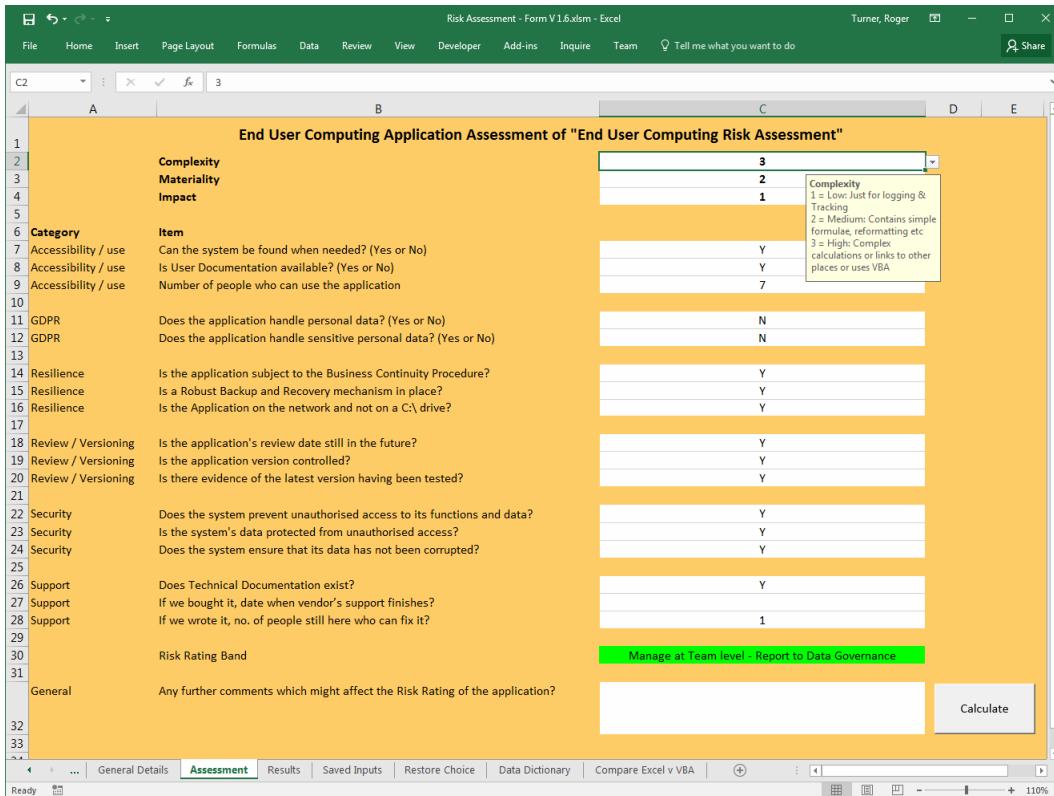 Risk Assessment - Form V 1.6.xlsm - Excel Turner, Roger
File Home Insert Page Layout Formulas Data Review View Developer Add-ins Inquire Team Tell me what you want to do Share
C2 fx 3
A B C D E
1 End User Computing Application Assessment of "End User Computing Risk Assessment"
2 Complexity 3
3 Materiality 2
4 Impact 1
Complexity
1 = Low: Just for logging &
Tracking
2 = Medium: Contains simple
formulae, reformatting etc
3 = High: Complex
calculations or links to other
places or uses VBA
5
6 Category Item
7 Accessibility / use Can the system be found when needed? (Yes or No) Y
8 Accessibility / use Is User Documentation available? (Yes or No) Y
9 Accessibility / use Number of people who can use the application 7
10
11 GDPR Does the application handle personal data? (Yes or No) N
12 GDPR Does the application handle sensitive personal data? (Yes or No) N
13
14 Resilience Is the application subject to the Business Continuity Procedure? Y
15 Resilience Is a Robust Backup and Recovery mechanism in place? Y
16 Resilience Is the Application on the network and not on a C:\ drive? Y
17
18 Review / Versioning Is the application's review date still in the future? Y
19 Review / Versioning Is the application version controlled? Y
20 Review / Versioning Is there evidence of the latest version having been tested? Y
21
22 Security Does the system prevent unauthorised access to its functions and data? Y
23 Security Is the system's data protected from unauthorised access? Y
24 Security Does the system ensure that its data has not been corrupted? Y
25
26 Support Does Technical Documentation exist? Y
27 Support If we bought it, date when vendor's support finishes?
28 Support If we wrote it, no. of people still here who can fix it? 1
29
30 Risk Rating Band Manage at Team level - Report to Data Governance
31
32 General Any further comments which might affect the Risk Rating of the application? Calculate
33
... General Details Assessment Results Saved Inputs Restore Choice Data Dictionary Compare Excel v VBA
Ready 110%